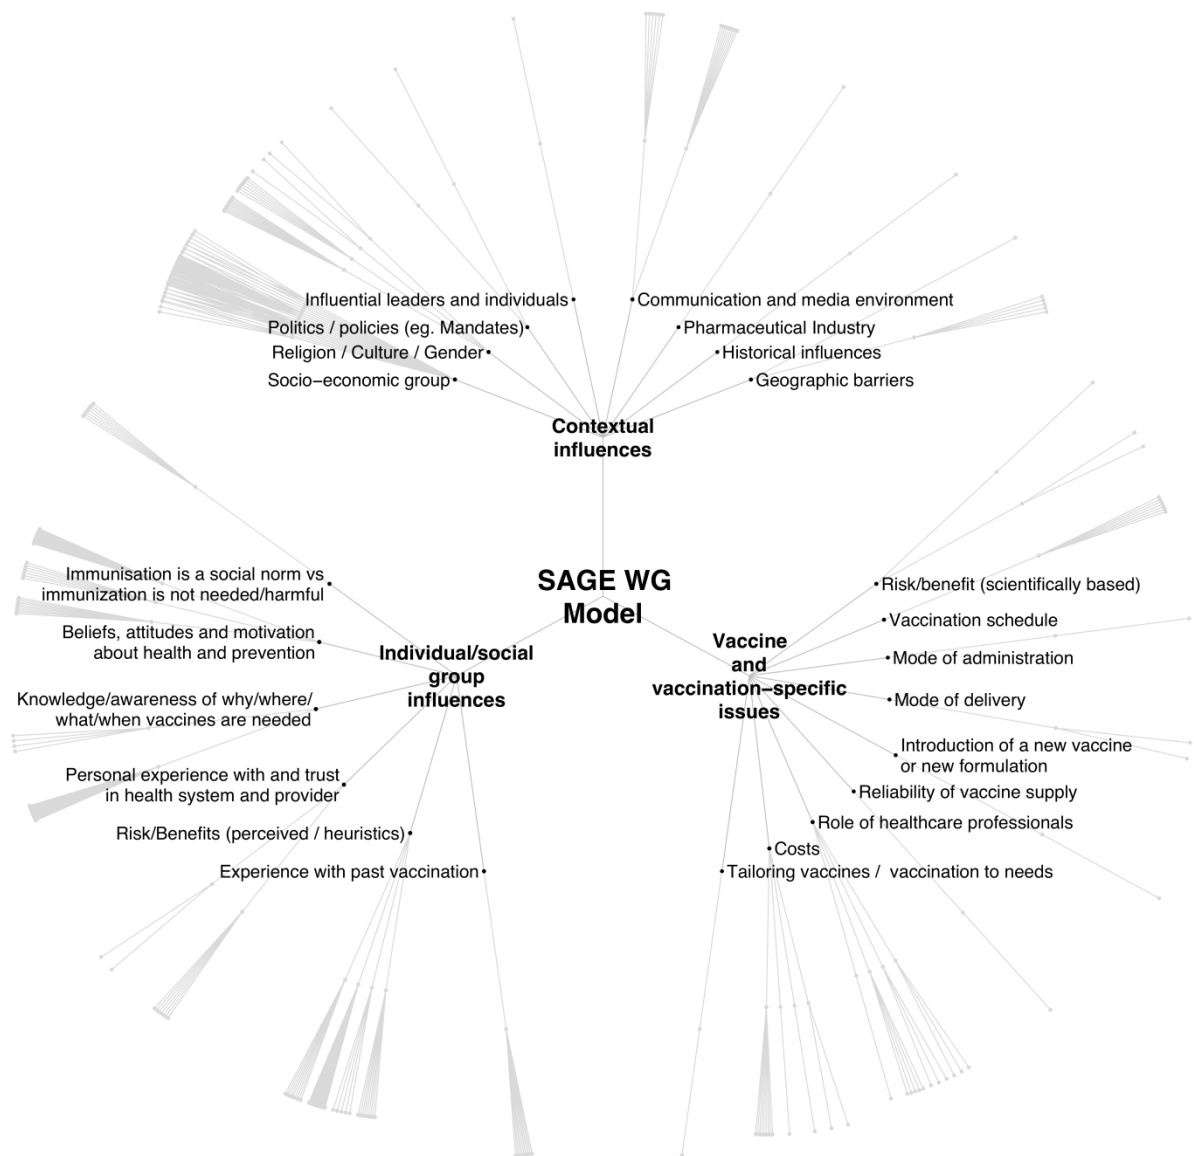 Influential leaders and individuals
Politics / policies (eg. Mandates)
Religion / Culture / Gender
Socio−economic group
Communication and media environment
Pharmaceutical Industry
Historical influences
Geographic barriers
Contextual
influences
SAGE WG
Model
Immunisation is a social norm vs
immunization is not needed/harmful
Beliefs, attitudes and motivation
about health and prevention
Knowledge/awareness of why/where/
what/when vaccines are needed
Personal experience with and trust
in health system and provider
Risk/Benefits (perceived / heuristics)
Experience with past vaccination
Individual/social
group
influences
Vaccine
and
vaccination−specific
issues
Risk/benefit (scientifically based)
Vaccination schedule
Mode of administration
Mode of delivery
Introduction of a new vaccine
or new formulation
Reliability of vaccine supply
Role of healthcare professionals
Costs
Tailoring vaccines / vaccination to needs